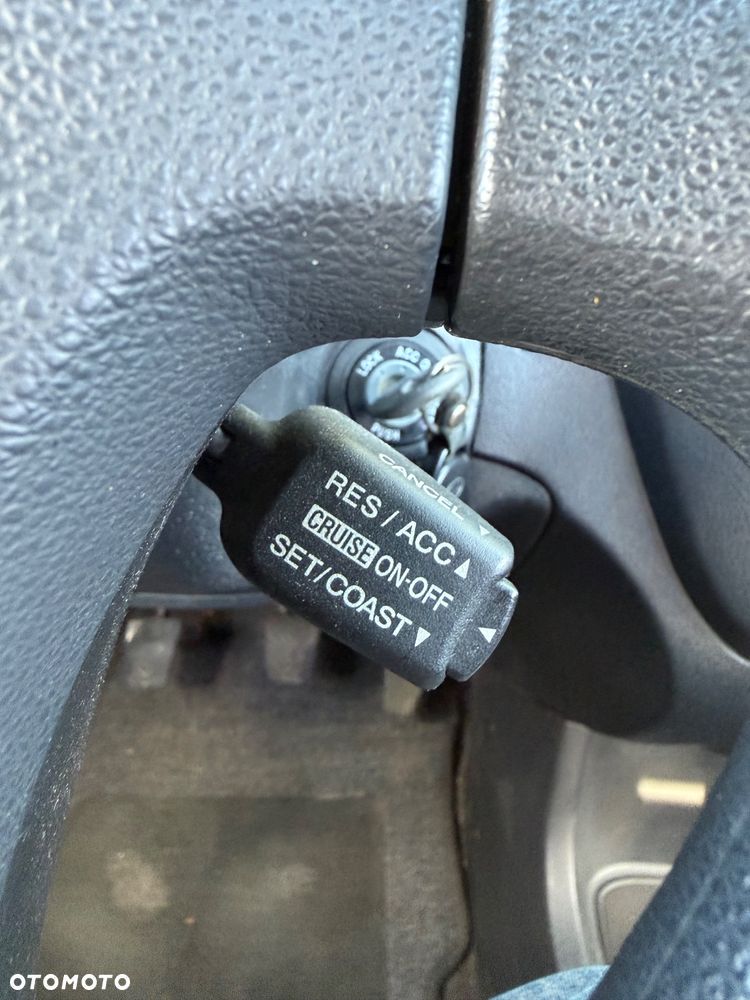 LOCK ACC
PUSH
CANCEL ▼
RES / ACC ▲
CRUISE ON-OFF
SET/COAST ▼
◀
OTOMOTO